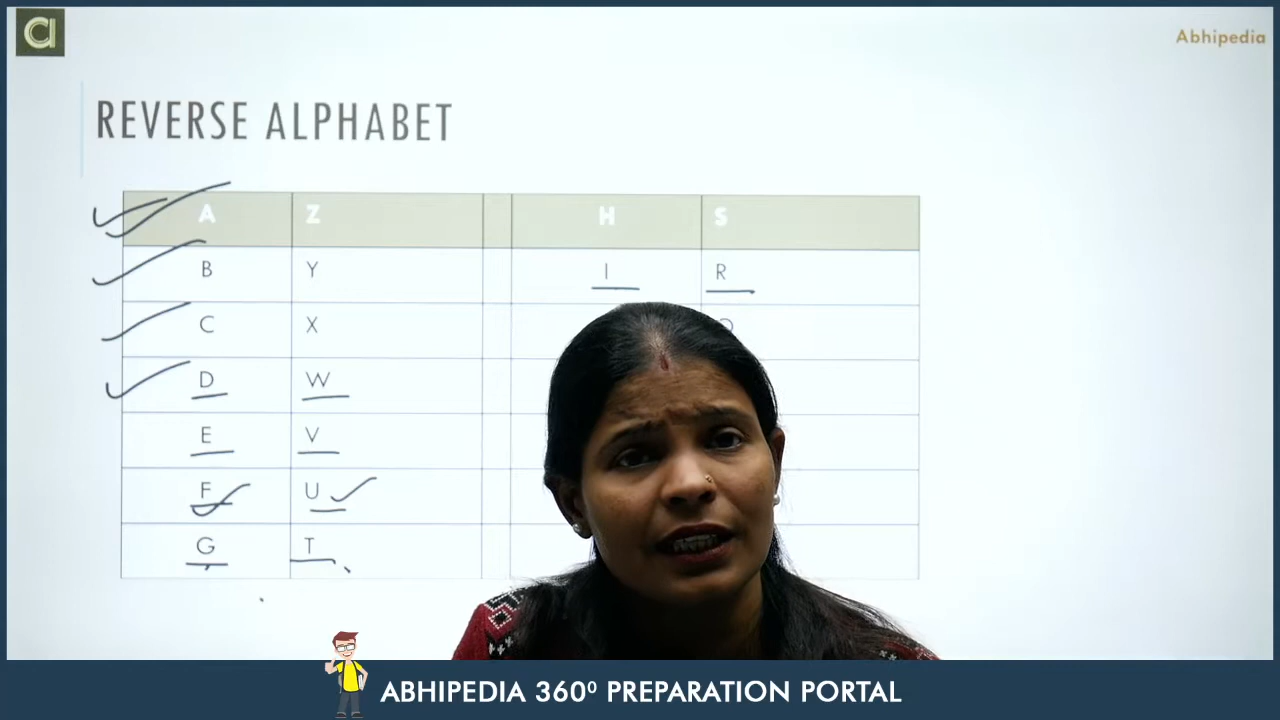 Abhipedia
REVERSE ALPHABET
A Z H S
B Y I R
C X
D W
E V
F U
G T
ABHIPEDIA 360⁰ PREPARATION PORTAL